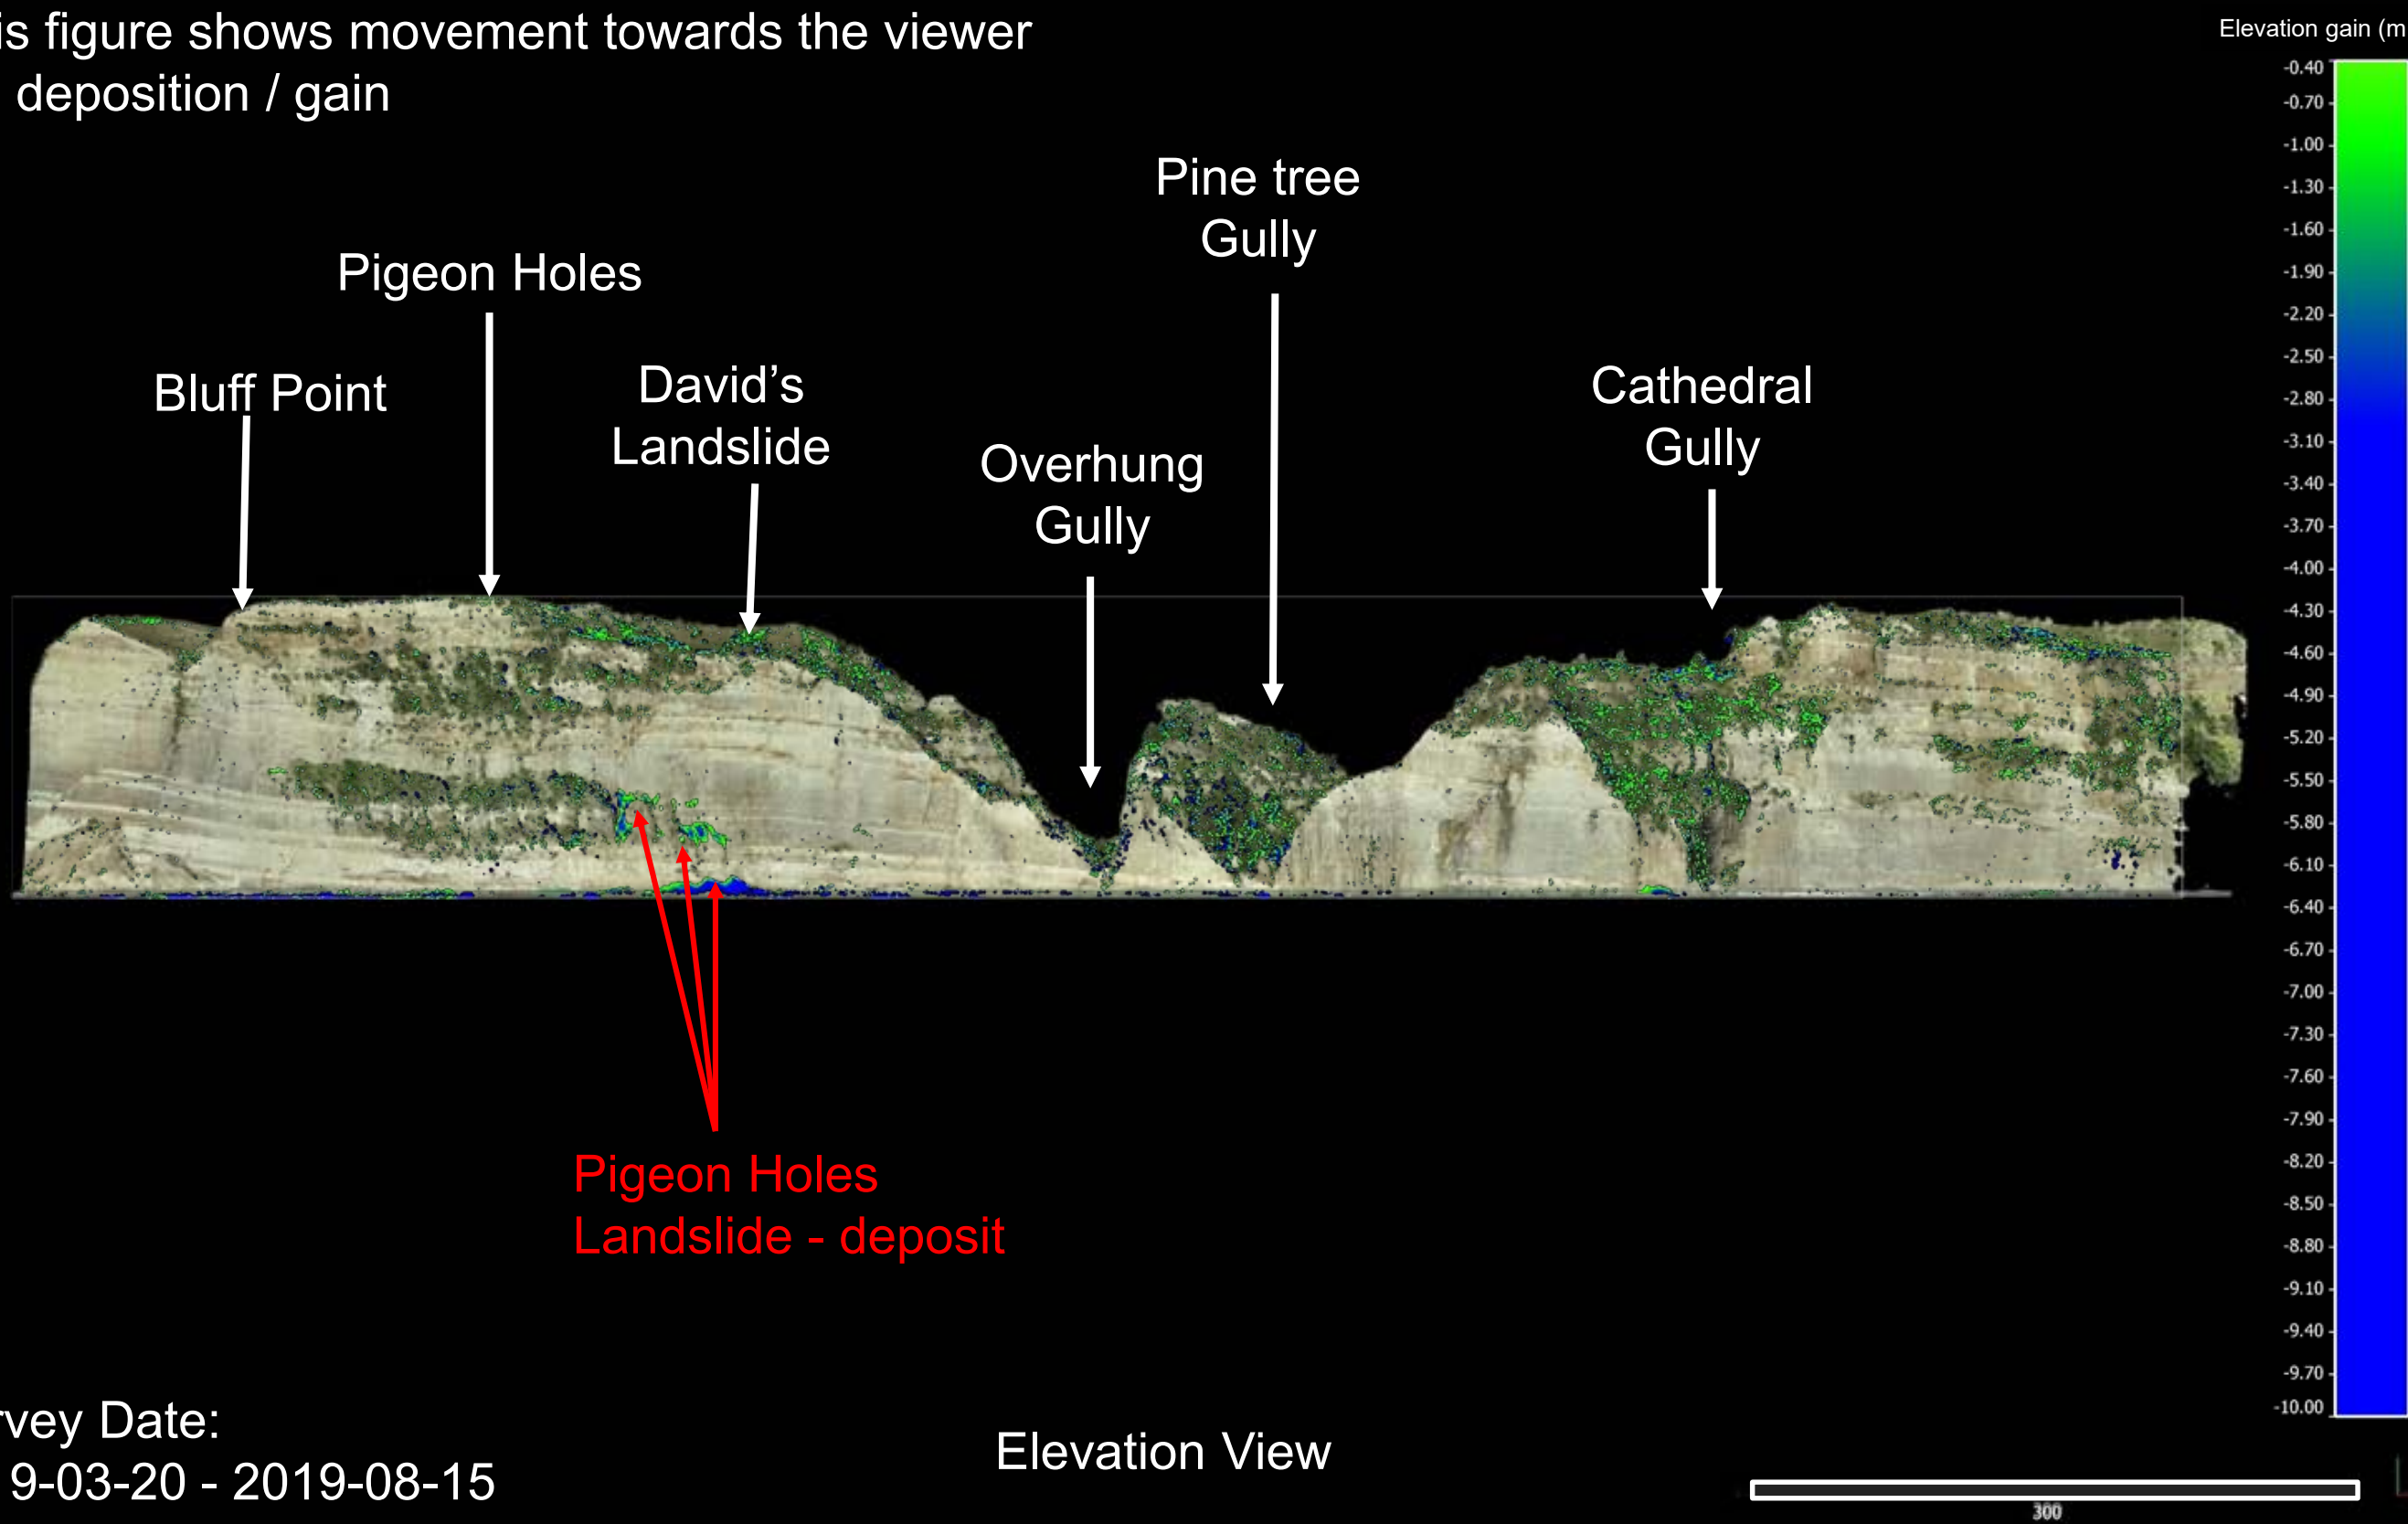 is figure shows movement towards the viewer
deposition / gain
Elevation gain (m
Pine tree
Gully
Pigeon Holes
Bluff Point
David’s
Landslide
Overhung
Gully
Cathedral
Gully
-0.40
-0.70
-1.00
-1.30
-1.60
-1.90
-2.20
-2.50
-2.80
-3.10
-3.40
-3.70
-4.00
-4.30
-4.60
-4.90
-5.20
-5.50
-5.80
-6.10
-6.40
-6.70
-7.00
-7.30
-7.60
-7.90
-8.20
-8.50
-8.80
-9.10
-9.40
-9.70
-10.00
Pigeon Holes
Landslide - deposit
rvey Date:
9-03-20 - 2019-08-15
Elevation View
300